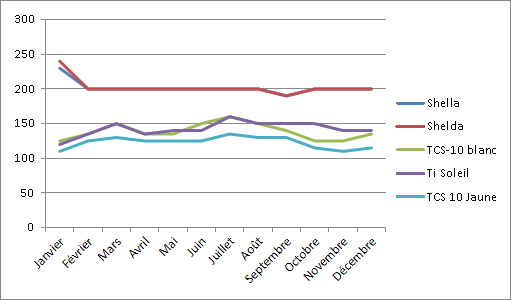 300
250
200
150
100
50
0
Janvier
Février
Mars
Avril
Mai
Juin
Juillet
Août
Septembre
Octobre
Novembre
Décembre
Shella
Shelda
TCS-10 blanc
Ti Soleil
TCS 10 Jaune